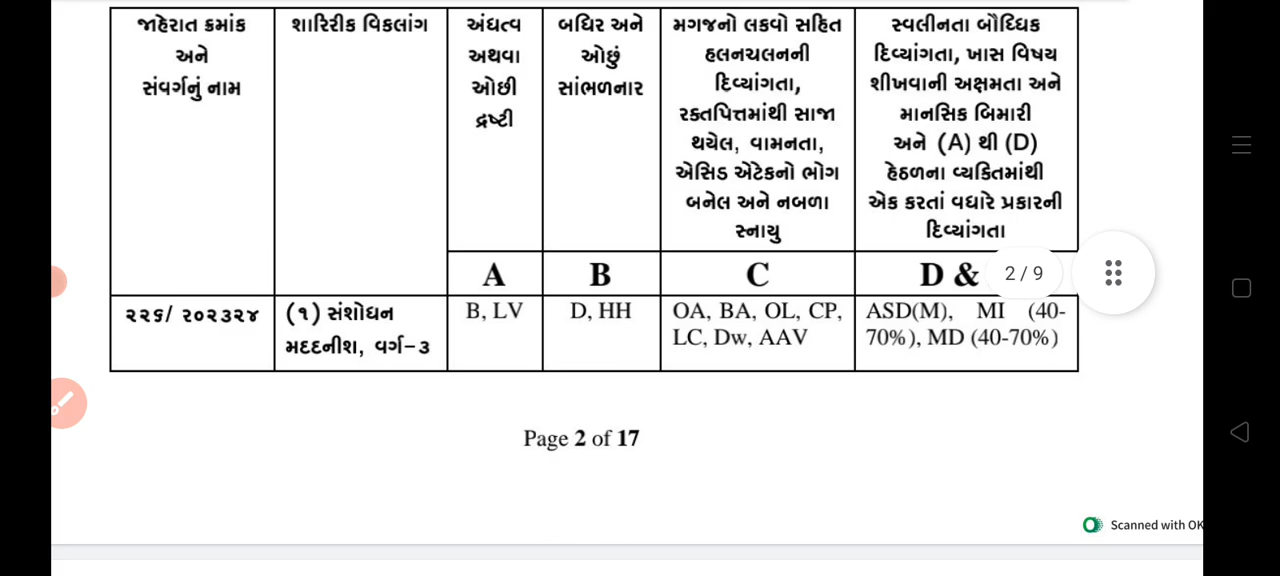 જાહેરાત ક્રમાંક
અને
સંવર્ગનું નામ
શારિરીક વિકલાંગ
અંધત્વ
અથવા
ઓછી
દ્રષ્ટી
બધિર અને
ઓછું
સાંભળનાર
મગજનો લકવો સહિત
હલનચલનની
દિવ્યાંગતા,
રક્તપિત્તમાંથી સાજા
થયેલ, વામનતા,
એસિડ એટેકનો ભોગ
બનેલ અને નબળા
સ્નાયુ
સ્વલીનતા બૌધ્ધિક
દિવ્યાંગતા, ખાસ વિષય
શીખવાની અક્ષમતા અને
માનસિક બિમારી
અને (A) થી (D)
હેઠળના વ્યકિતમાંથી
એક કરતાં વધારે પ્રકારની
દિવ્યાંગતા
A
B
C
D &
2 / 9
૨૨૬/ ૨૦૨૩૨૪
(૧) સંશોધન
મદદનીશ, વર્ગ-૩
B, LV
D, HH
OA, BA, OL, CP,
LC, Dw, AAV
ASD(M), MI (40-
70%), MD (40-70%)
Page 2 of 17
Scanned with OK